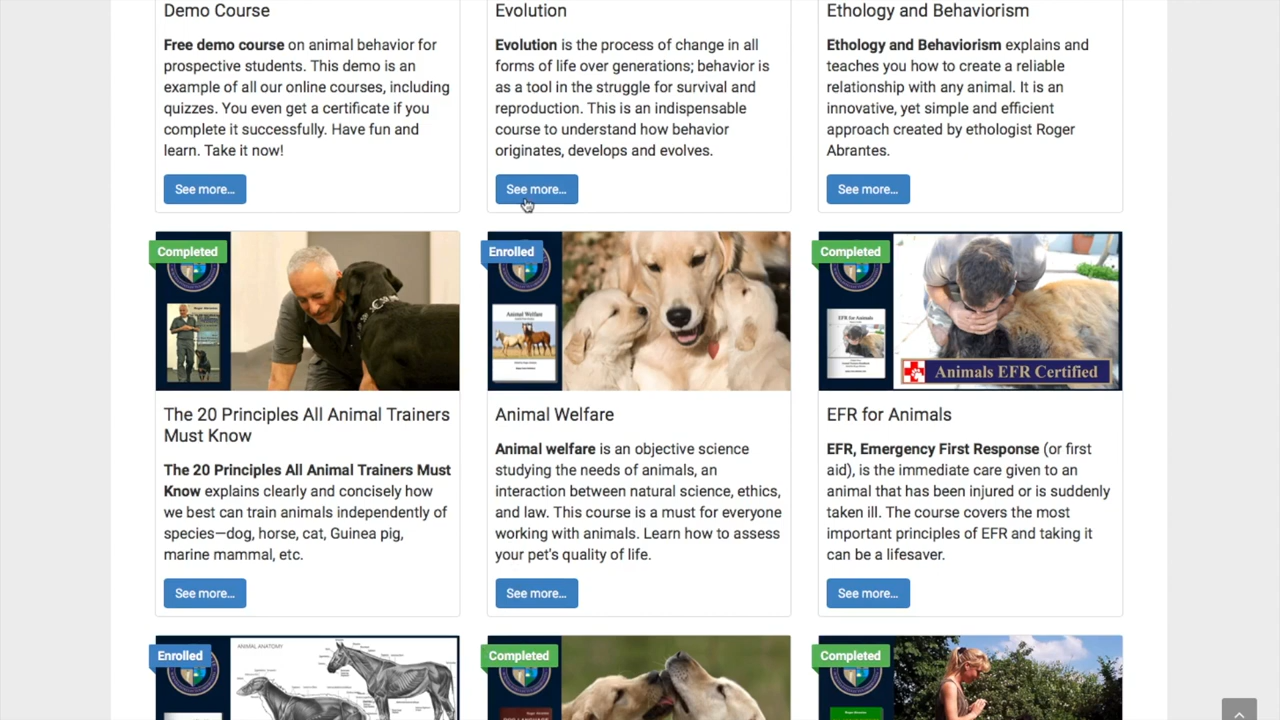 Demo Course
Free demo course on animal behavior for
prospective students. This demo is an
example of all our online courses, including
quizzes. You even get a certificate if you
complete it successfully. Have fun and
learn. Take it now!
See more...
Evolution
Evolution is the process of change in all
forms of life over generations; behavior is
as a tool in the struggle for survival and
reproduction. This is an indispensable
course to understand how behavior
originates, develops and evolves.
See more...
Ethology and Behaviorism
Ethology and Behaviorism explains and
teaches you how to create a reliable
relationship with any animal. It is an
innovative, yet simple and efficient
approach created by ethologist Roger
Abrantes.
See more...
Completed
The 20 Principles All Animal Trainers
Must Know
The 20 Principles All Animal Trainers Must
Know explains clearly and concisely how
we best can train animals independently of
species—dog, horse, cat, Guinea pig,
marine mammal, etc.
See more...
Enrolled
Animal Welfare
Animal Welfare
Animal welfare is an objective science
studying the needs of animals, an
interaction between natural science, ethics,
and law. This course is a must for everyone
working with animals. Learn how to assess
your pet's quality of life.
See more...
Completed
EFR for Animals
Animals EFR Certified
EFR for Animals
EFR, Emergency First Response (or first
aid), is the immediate care given to an
animal that has been injured or is suddenly
taken ill. The course covers the most
important principles of EFR and taking it
can be a lifesaver.
See more...
Enrolled
ANIMAL ANATOMY
Completed
Completed